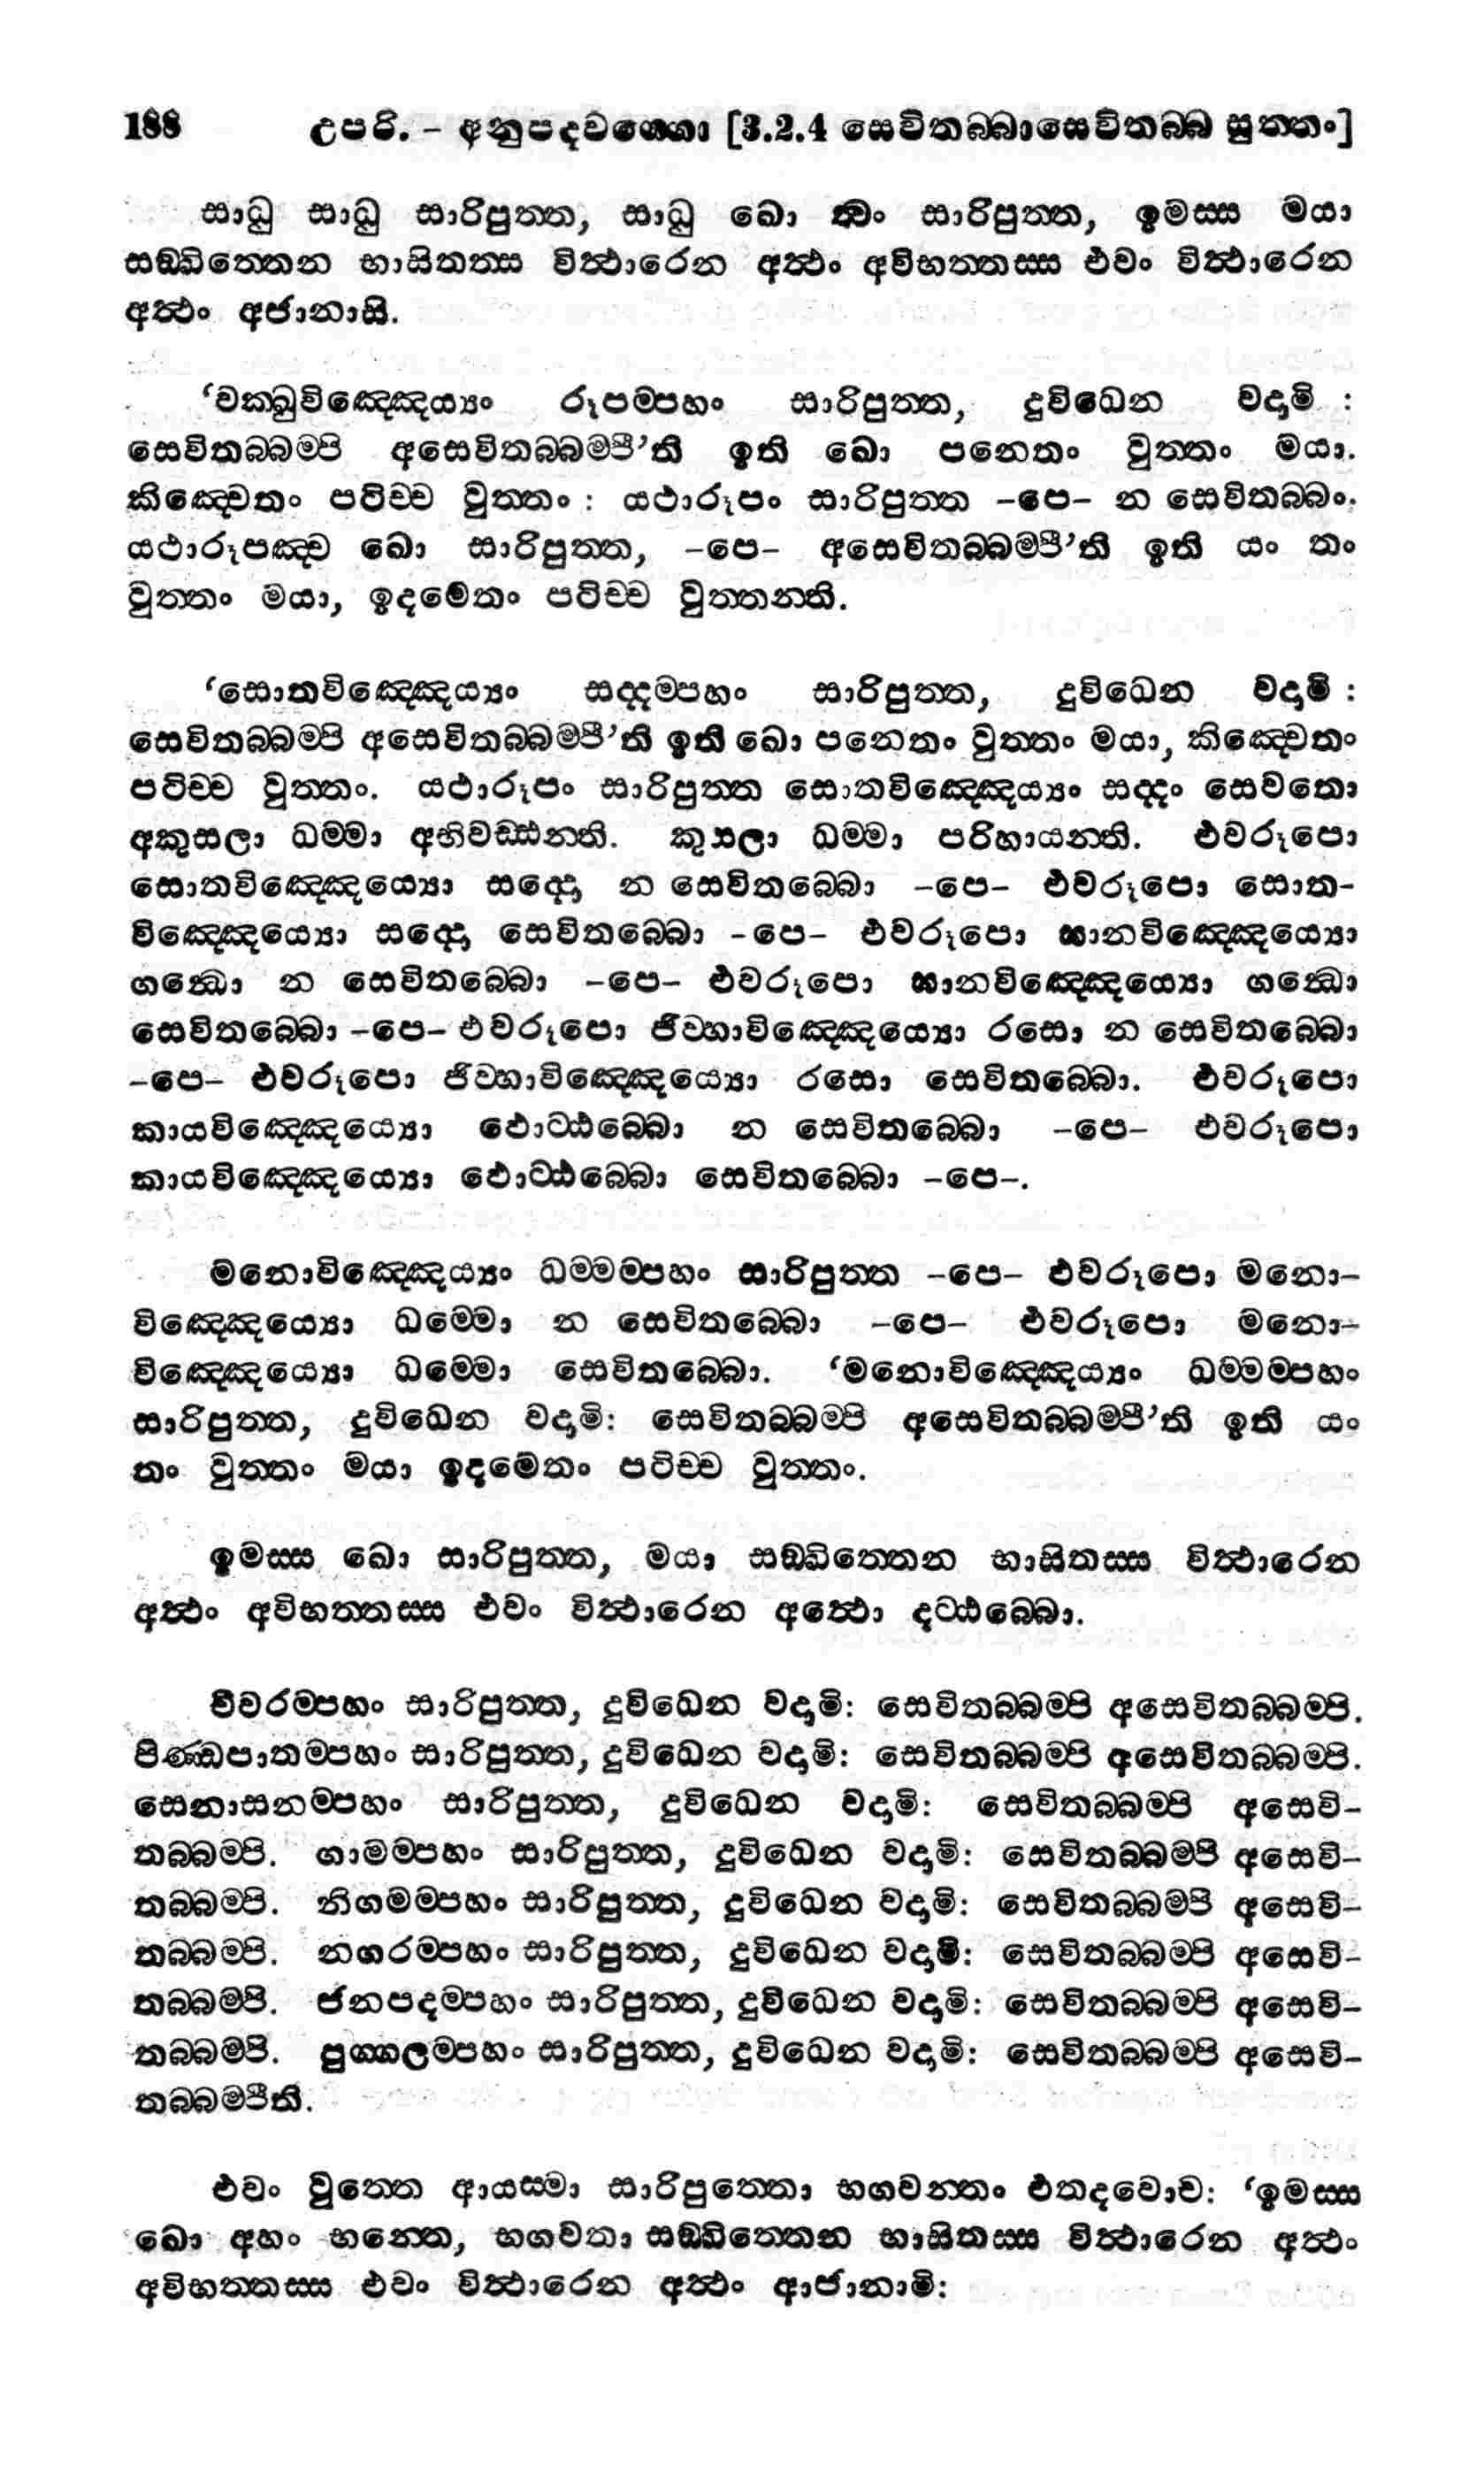 188 උපරි. - අනුපදවග්ගො [3.2.4 සෙවිතබ්බාසෙවිතබ්බ සුත්තං]
සාධු සාධු සාරිපුත්ත, සාධු ඛො ත්වං සාරිපුත්ත, ඉමස්ස මයා
සඞ්ඛිත්තෙන භාසිතත්ස විත්ථාරෙන අත්ථං අවිභත්තස්ස එවං විත්ථාරෙන
අත්ථං අජානාසි.
‘චක්ඛුවිඤ්ඤෙය්‍යං රූපම්පහං සාරිපුත්ත, දුවිධෙන වදාමි :
සෙවිතබ්බම්පි අසෙවිතබ්බම්පී’ති ඉති ඛො පනෙතං වුත්තං මයා.
කිඤ්චෙතං පටිච්ච වුත්තං : යථාරූපං සාරිපුත්ත -පෙ- න සෙවිතබ්බං.
යථාරූපඤ්ච ඛො සාරිපුත්ත, -පෙ- අසෙවිතබ්බම්පී’ති ඉති යං තං
වුත්තං මයා, ඉදමෙතං පටිච්ච වුත්තන්ති.
‘සොතවිඤ්ඤෙය්‍යං සද්දම්පහං සාරිපුත්ත, දුවිධෙන වදාමි :
සෙවිතබ්බම්පි අසෙවිතබ්බම්පී’ති ඉති ඛො පනෙතං වුත්තං මයා, කිඤ්චෙතං
පටිච්ච වුත්තං. යථාරූපං සාරිපුත්ත සොතවිඤ්ඤෙය්‍යං සද්දං සෙවතො
අකුසලා ධම්මා අභිවඩ්ඪන්ති. කුසලා ධම්මා පරිහායන්ති. එවරූපො
සොතවිඤ්ඤෙය්‍යො සද්දො න සෙවිතබ්බො -පෙ- එවරූපො සොත-
විඤ්ඤෙය්‍යො සද්දො සෙවිතබ්බො -පෙ- එවරූපො ඝානවිඤ්ඤෙය්‍යො
ගන්ධො න සෙවිතබ්බො -පෙ- එවරූපො ඝානවිඤ්ඤෙය්‍යො ගන්ධො
සෙවිතබ්බො -පෙ- එවරූපො ජිව්හාවිඤ්ඤෙය්‍යො රසො න සෙවිතබ්බො
-පෙ- එවරූපො ජිව්හාවිඤ්ඤෙය්‍යො රසො සෙවිතබ්බො. එවරූපො
කායවිඤ්ඤෙය්‍යො ඵොට්ඨබ්බො න සෙවිතබ්බො -පෙ- එවරූපො
කායවිඤ්ඤෙය්‍යො ඵොට්ඨබ්බො සෙවිතබ්බො -පෙ-.
මනොවිඤ්ඤෙය්‍යං ධම්මම්පහං සාරිපුත්ත -පෙ- එවරූපො මනො-
විඤ්ඤෙය්‍යො ධම්මො න සෙවිතබ්බො -පෙ- එවරූපො මනො-
විඤ්ඤෙය්‍යො ධම්මො සෙවිතබ්බො. ‘මනොවිඤ්ඤෙය්‍යං ධම්මම්පහං
සාරිපුත්ත, දුවිධෙන වදාමි: සෙවිතබ්බම්පි අසෙවිතබ්බම්පී’ති ඉති යං
තං වුත්තං මයා ඉදමෙතං පටිච්ච වුත්තං.
ඉමස්ස ඛො සාරිපුත්ත, මයා සඞ්ඛිත්තෙන භාසිතස්ස විත්ථාරෙන
අත්ථං අවිභත්තස්ස එවං විත්ථාරෙන අත්ථො දට්ඨබ්බො.
චීවරම්පහං සාරිපුත්ත, දුවිධෙන වදාමි: සෙවිතබ්බම්පි අසෙවිතබ්බම්පි.
පිණ්ඩපාතම්පහං සාරිපුත්ත, දුවිධෙන වදාමි: සෙවිතබ්බම්පි අසෙවිතබ්බම්පි.
සෙනාසනම්පහං සාරිපුත්ත, දුවිධෙන වදාමි: සෙවිතබ්බම්පි අසෙවි-
තබ්බම්පි. ගාමම්පහං සාරිපුත්ත, දුවිධෙන වදාමි: සෙවිතබ්බම්පි අසෙවි-
තබ්බම්පි. නිගමම්පහං සාරිපුත්ත, දුවිධෙන වදාමි: සෙවිතබ්බම්පි අසෙවි-
තබ්බම්පි. නගරම්පහං සාරිපුත්ත, දුවිධෙන වදාමි: සෙවිතබ්බම්පි අසෙවි-
තබ්බම්පි. ජනපදම්පහං සාරිපුත්ත, දුවිධෙන වදාමි: සෙවිතබ්බම්පි අසෙවි-
තබ්බම්පි. පුග්ගලම්පහං සාරිපුත්ත, දුවිධෙන වදාමි: සෙවිතබ්බම්පි අසෙවි-
තබ්බම්පීති.
එවං වුත්තෙ ආයස්මා සාරිපුත්තො භගවන්තං එතදවොච: ‘ඉමස්ස
ඛො අහං භන්තෙ, භගවතා සඞ්ඛිත්තෙන භාසිතස්ස විත්ථාරෙන අත්ථං
අවිභත්තස්ස එවං විත්ථාරෙන අත්ථං ආජානාමි: